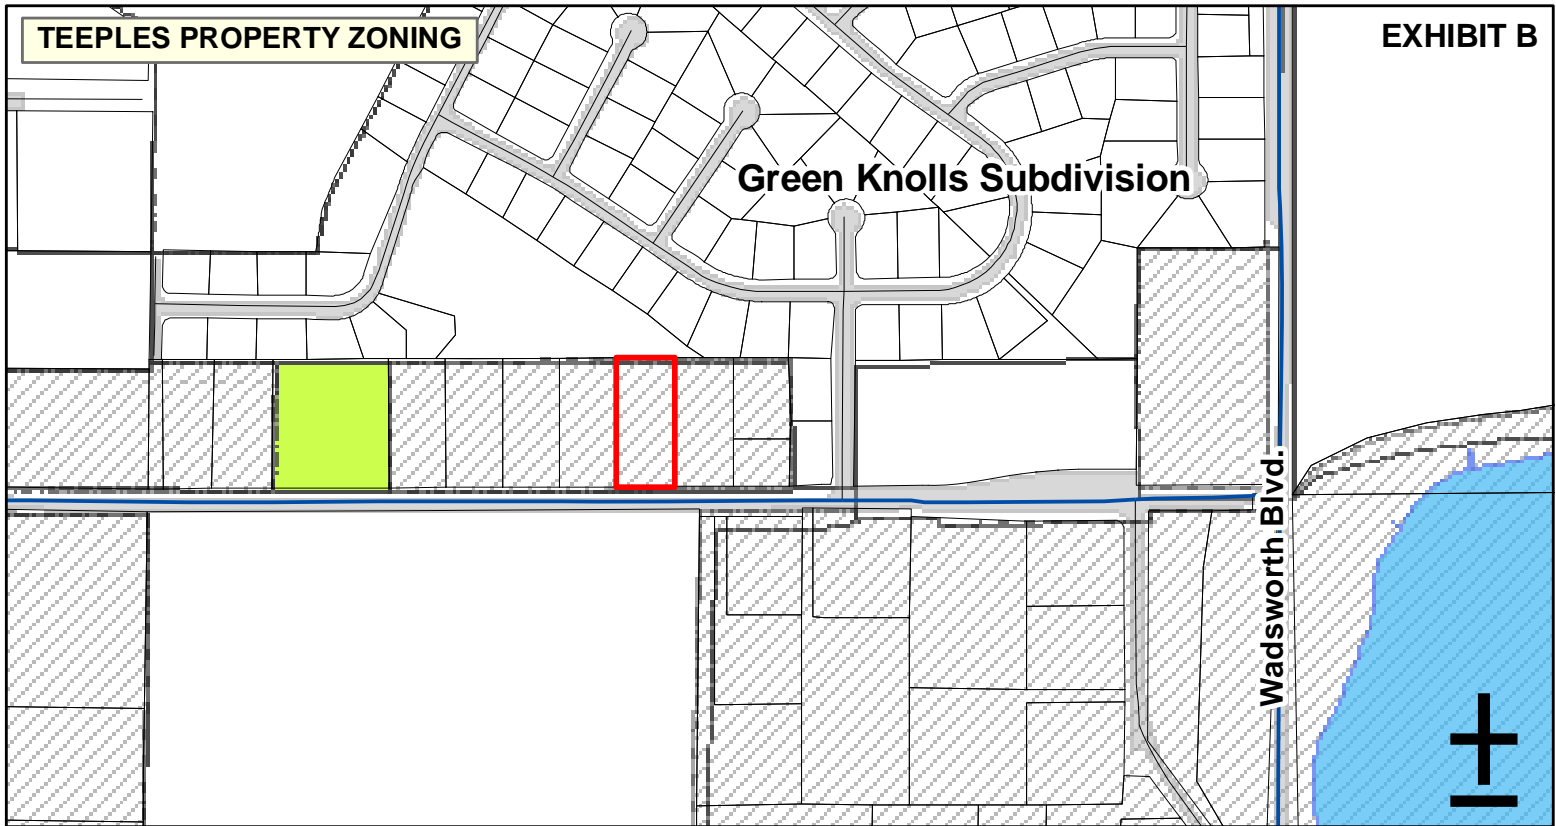 TEEPLES PROPERTY ZONING
EXHIBIT B
Green Knolls Subdivision
Wadsworth Blvd.